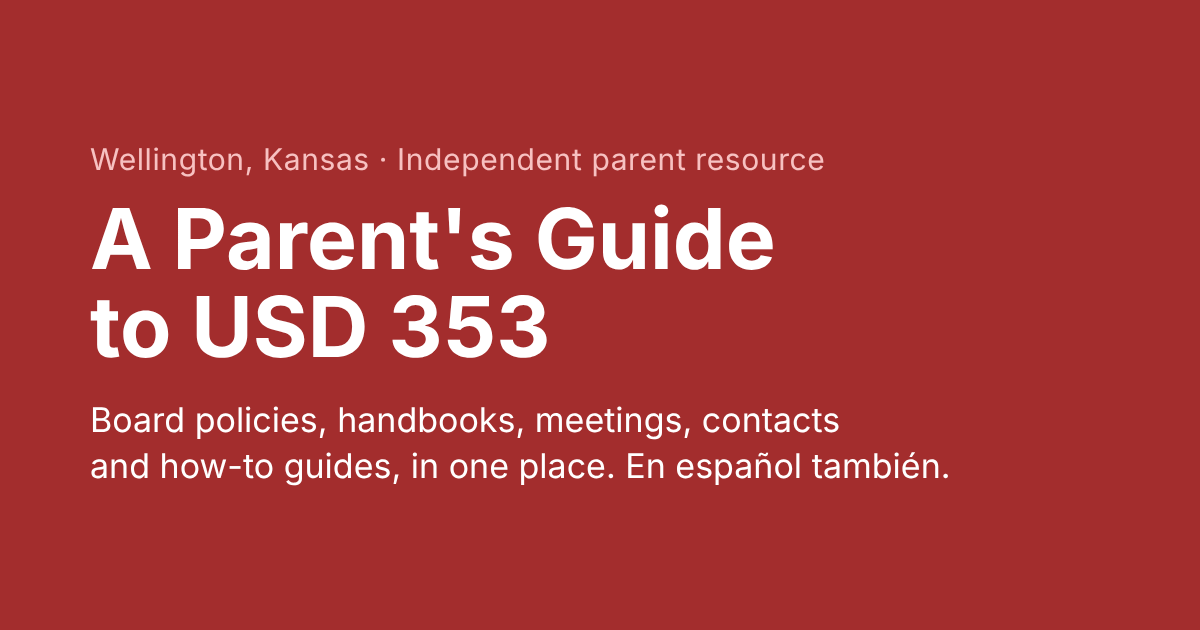 Wellington, Kansas · Independent parent resource
A Parent's Guide
to USD 353
Board policies, handbooks, meetings, contacts
and how-to guides, in one place. En español también.